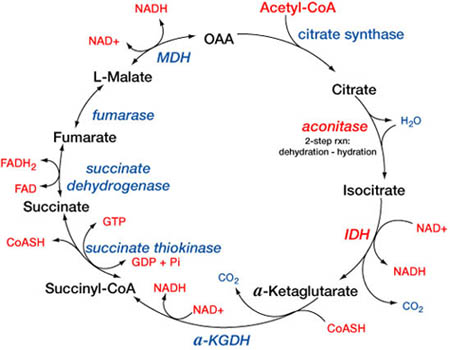 NADH
Acetyl-CoA
NAD+
OAA
citrate synthase
MDH
L-Malate
Citrate
fumarase
aconitase
H2O
2-step rxn:
dehydration - hydration
Fumarate
FADH2
succinate
dehydrogenase
FAD
Isocitrate
Succinate
GTP
IDH
NAD+
CoASH
succinate thiokinase
GDP + Pi
NADH
Succinyl-CoA
NADH
CO2
α-Ketaglutarate
CO2
NAD+
CoASH
α-KGDH